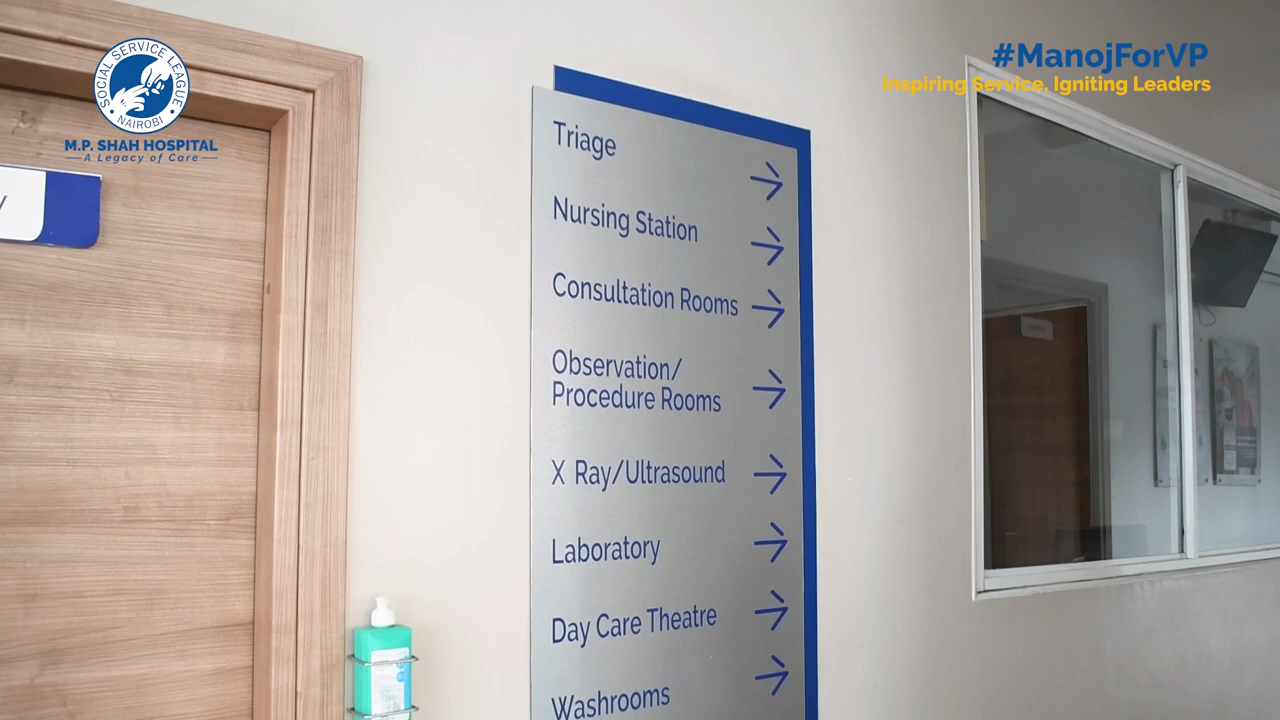 SOCIAL SERVICE LEAGUE
NAIROBI
M.P. SHAH HOSPITAL
A Legacy of Care
#ManojForVP
Inspiring Service, Igniting Leaders
Triage
Nursing Station
Consultation Rooms
Observation/
Procedure Rooms
X Ray/Ultrasound
Laboratory
Day Care Theatre
Washrooms